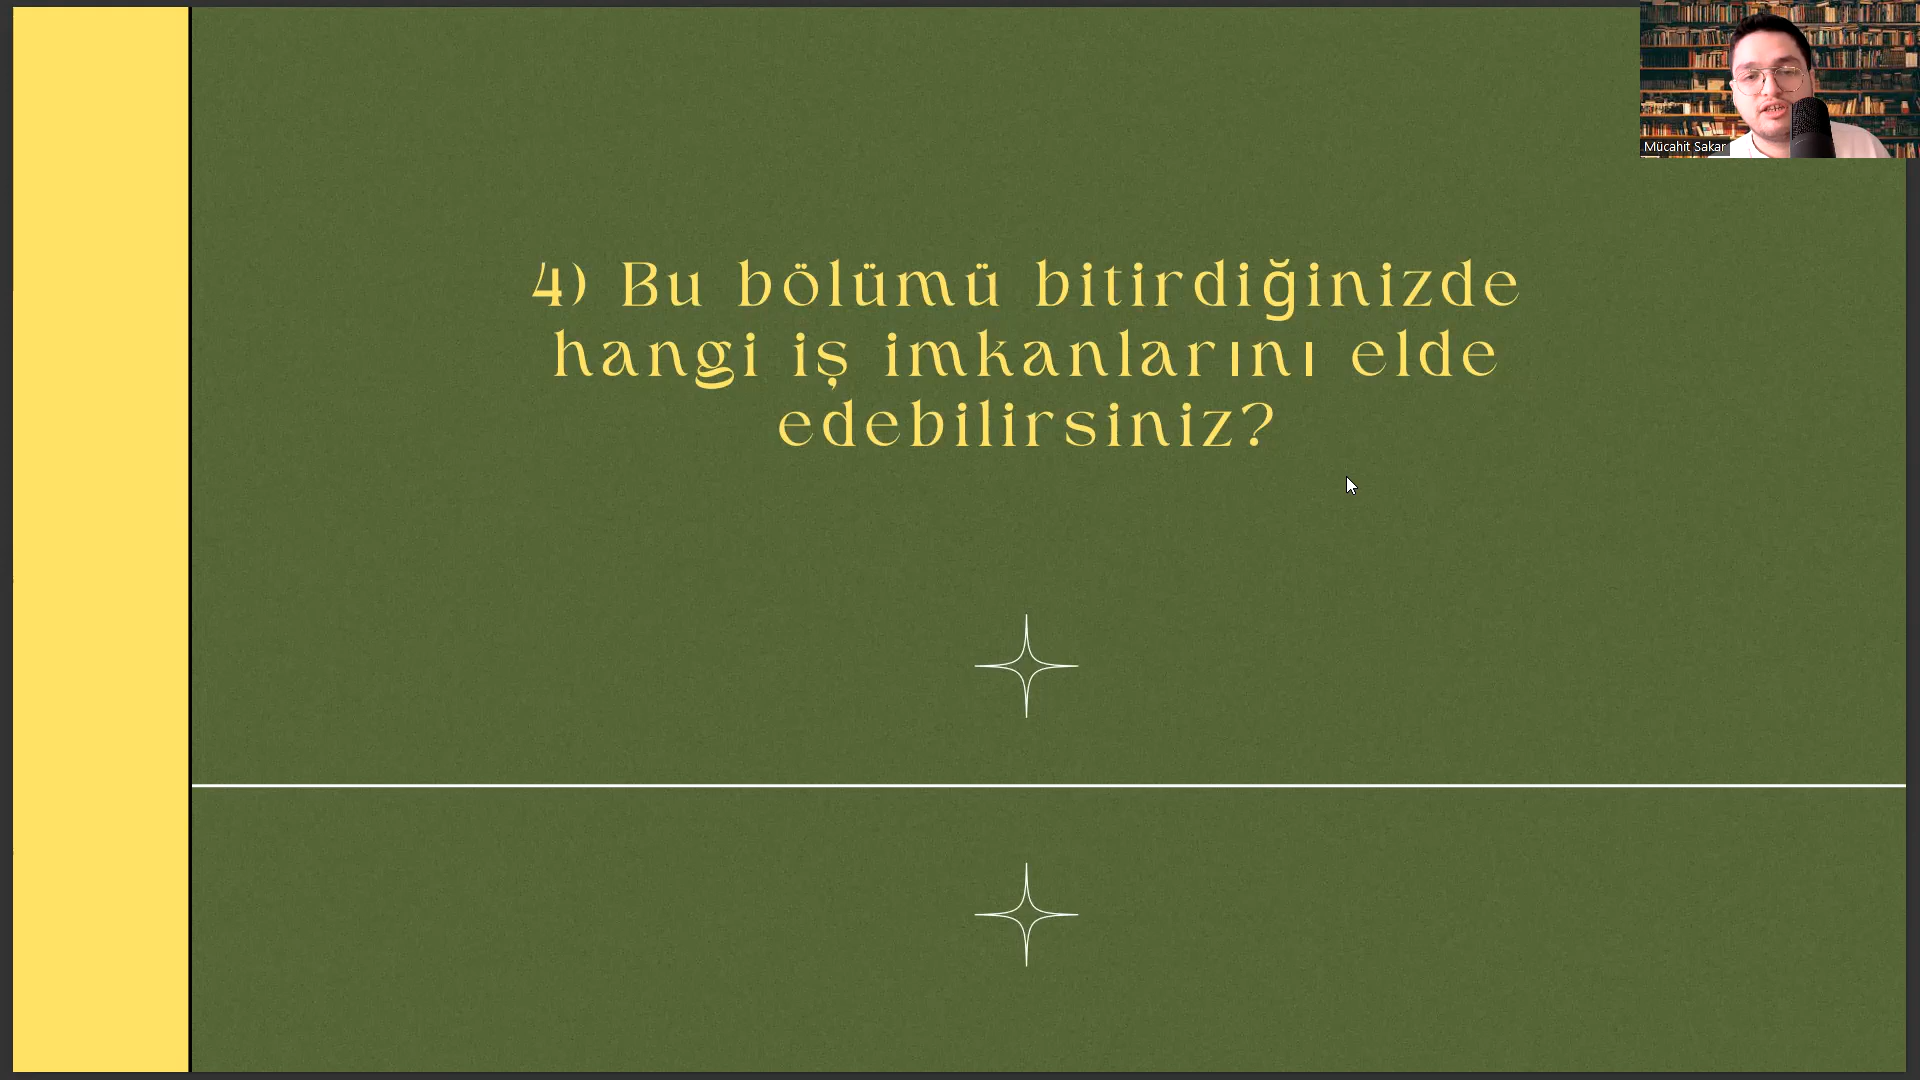 4) Bu bölümü bitirdiğinizde
hangi iş imkanlarını elde
edebilirsiniz?
Mücahit Sakar